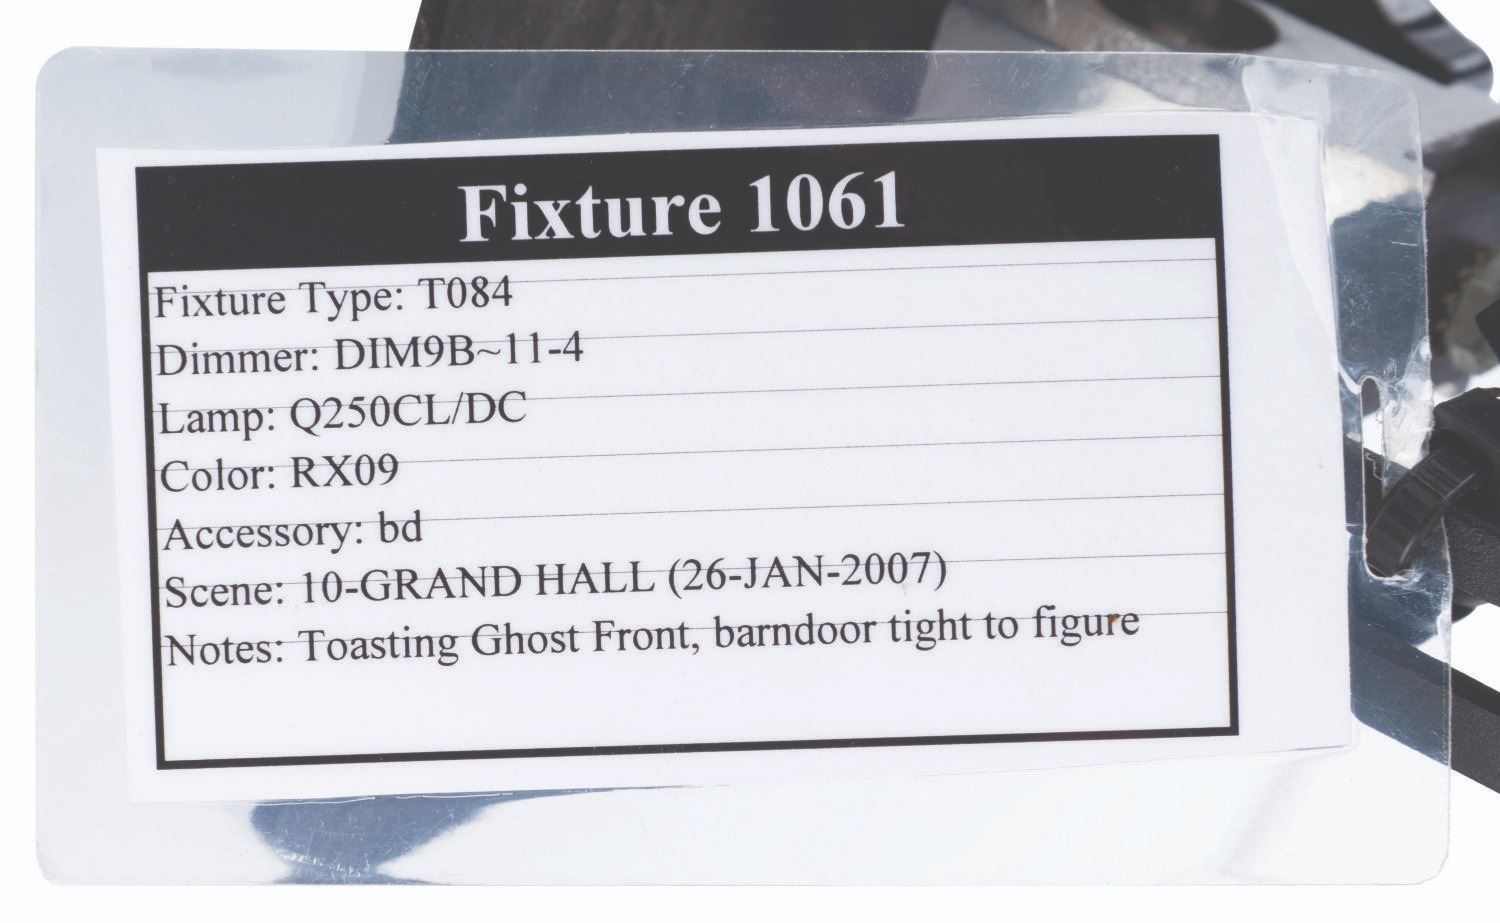 Fixture 1061
Fixture Type: T084
Dimmer: DIM9B~11-4
Lamp: Q250CL/DC
Color: RX09
Accessory: bd
Scene: 10-GRAND HALL (26-JAN-2007)
Notes: Toasting Ghost Front, barndoor tight to figure